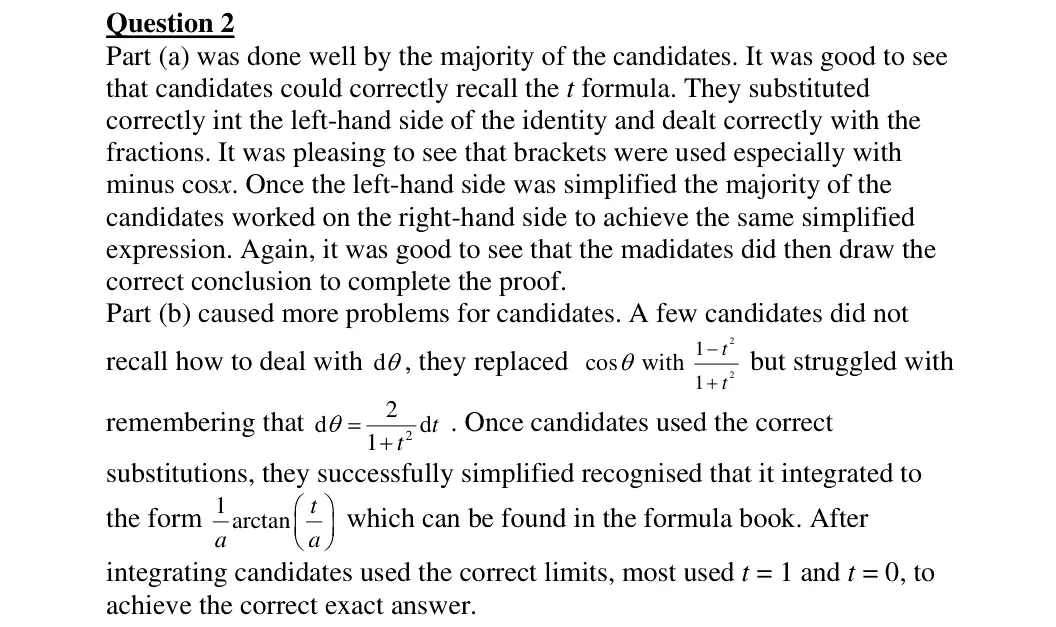 Question 2
Part (a) was done well by the majority of the candidates. It was good to see
that candidates could correctly recall the t formula. They substituted
correctly int the left-hand side of the identity and dealt correctly with the
fractions. It was pleasing to see that brackets were used especially with
minus cosx. Once the left-hand side was simplified the majority of the
candidates worked on the right-hand side to achieve the same simplified
expression. Again, it was good to see that the madidates did then draw the
correct conclusion to complete the proof.
Part (b) caused more problems for candidates. A few candidates did not
recall how to deal with dθ, they replaced cosθ with (1−t²)/(1+t²) but struggled with
remembering that dθ = 2/(1+t²) dt . Once candidates used the correct
substitutions, they successfully simplified recognised that it integrated to
the form 1/a arctan(t/a) which can be found in the formula book. After
integrating candidates used the correct limits, most used t = 1 and t = 0, to
achieve the correct exact answer.